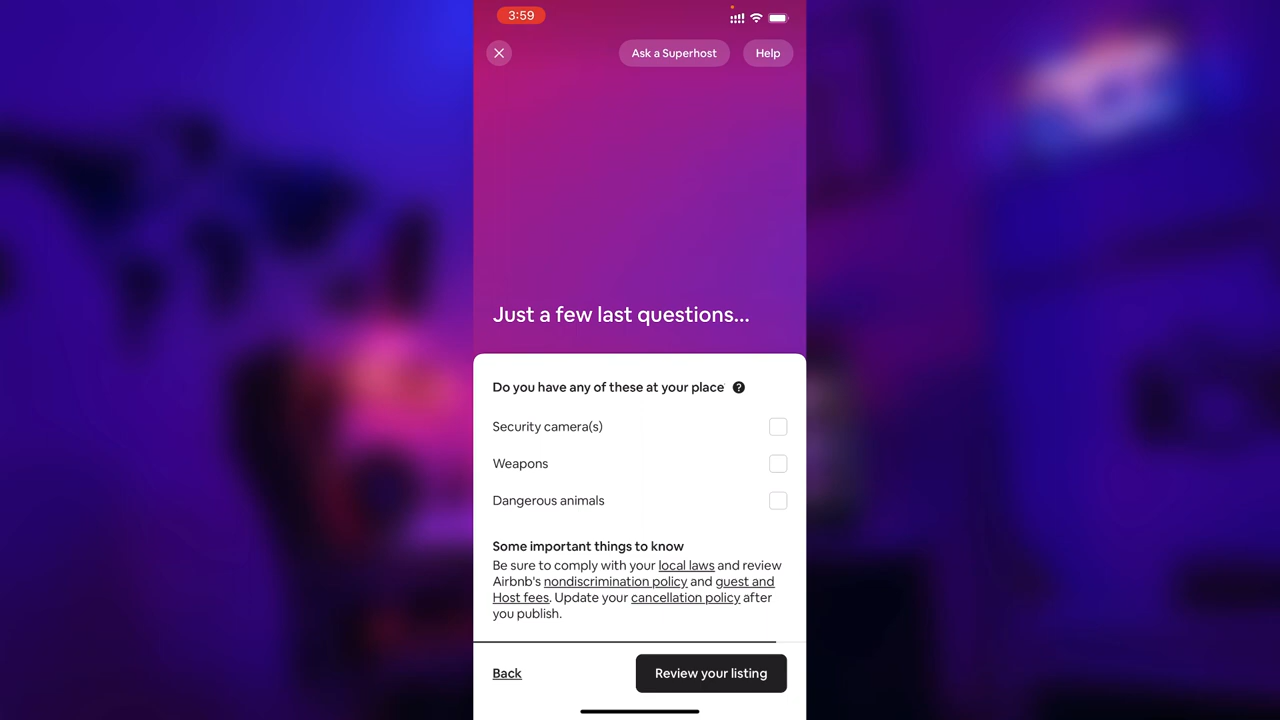 3:59
Ask a Superhost
Help
Just a few last questions...
Do you have any of these at your place
?
Security camera(s)
Weapons
Dangerous animals
Some important things to know
Be sure to comply with your local laws and review
Airbnb's nondiscrimination policy and guest and
Host fees. Update your cancellation policy after
you publish.
Back
Review your listing